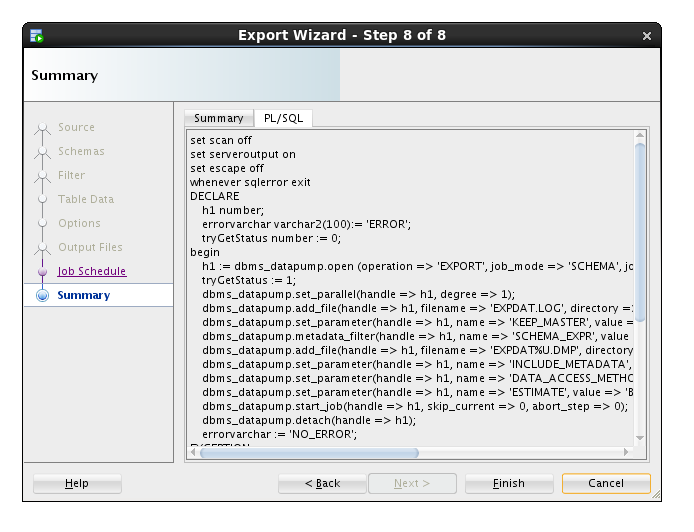 Export Wizard - Step 8 of 8
Summary
Source
Schemas
Filter
Table Data
Options
Output Files
Job Schedule
Summary
Summary PL/SQL
set scan off
set serveroutput on
set escape off
whenever sqlerror exit
DECLARE
h1 number;
errorvarchar varchar2(100):= 'ERROR';
tryGetStatus number := 0;
begin
h1 := dbms_datapump.open (operation => 'EXPORT', job_mode => 'SCHEMA', jo
tryGetStatus := 1;
dbms_datapump.set_parallel(handle => h1, degree => 1);
dbms_datapump.add_file(handle => h1, filename => 'EXPDAT.LOG', directory =>
dbms_datapump.set_parameter(handle => h1, name => 'KEEP_MASTER', value =
dbms_datapump.metadata_filter(handle => h1, name => 'SCHEMA_EXPR', value
dbms_datapump.add_file(handle => h1, filename => 'EXPDAT%U.DMP', directory
dbms_datapump.set_parameter(handle => h1, name => 'INCLUDE_METADATA',
dbms_datapump.set_parameter(handle => h1, name => 'DATA_ACCESS_METHO
dbms_datapump.set_parameter(handle => h1, name => 'ESTIMATE', value => 'B
dbms_datapump.start_job(handle => h1, skip_current => 0, abort_step => 0);
dbms_datapump.detach(handle => h1);
errorvarchar := 'NO_ERROR';
Help < Back Next > Finish Cancel